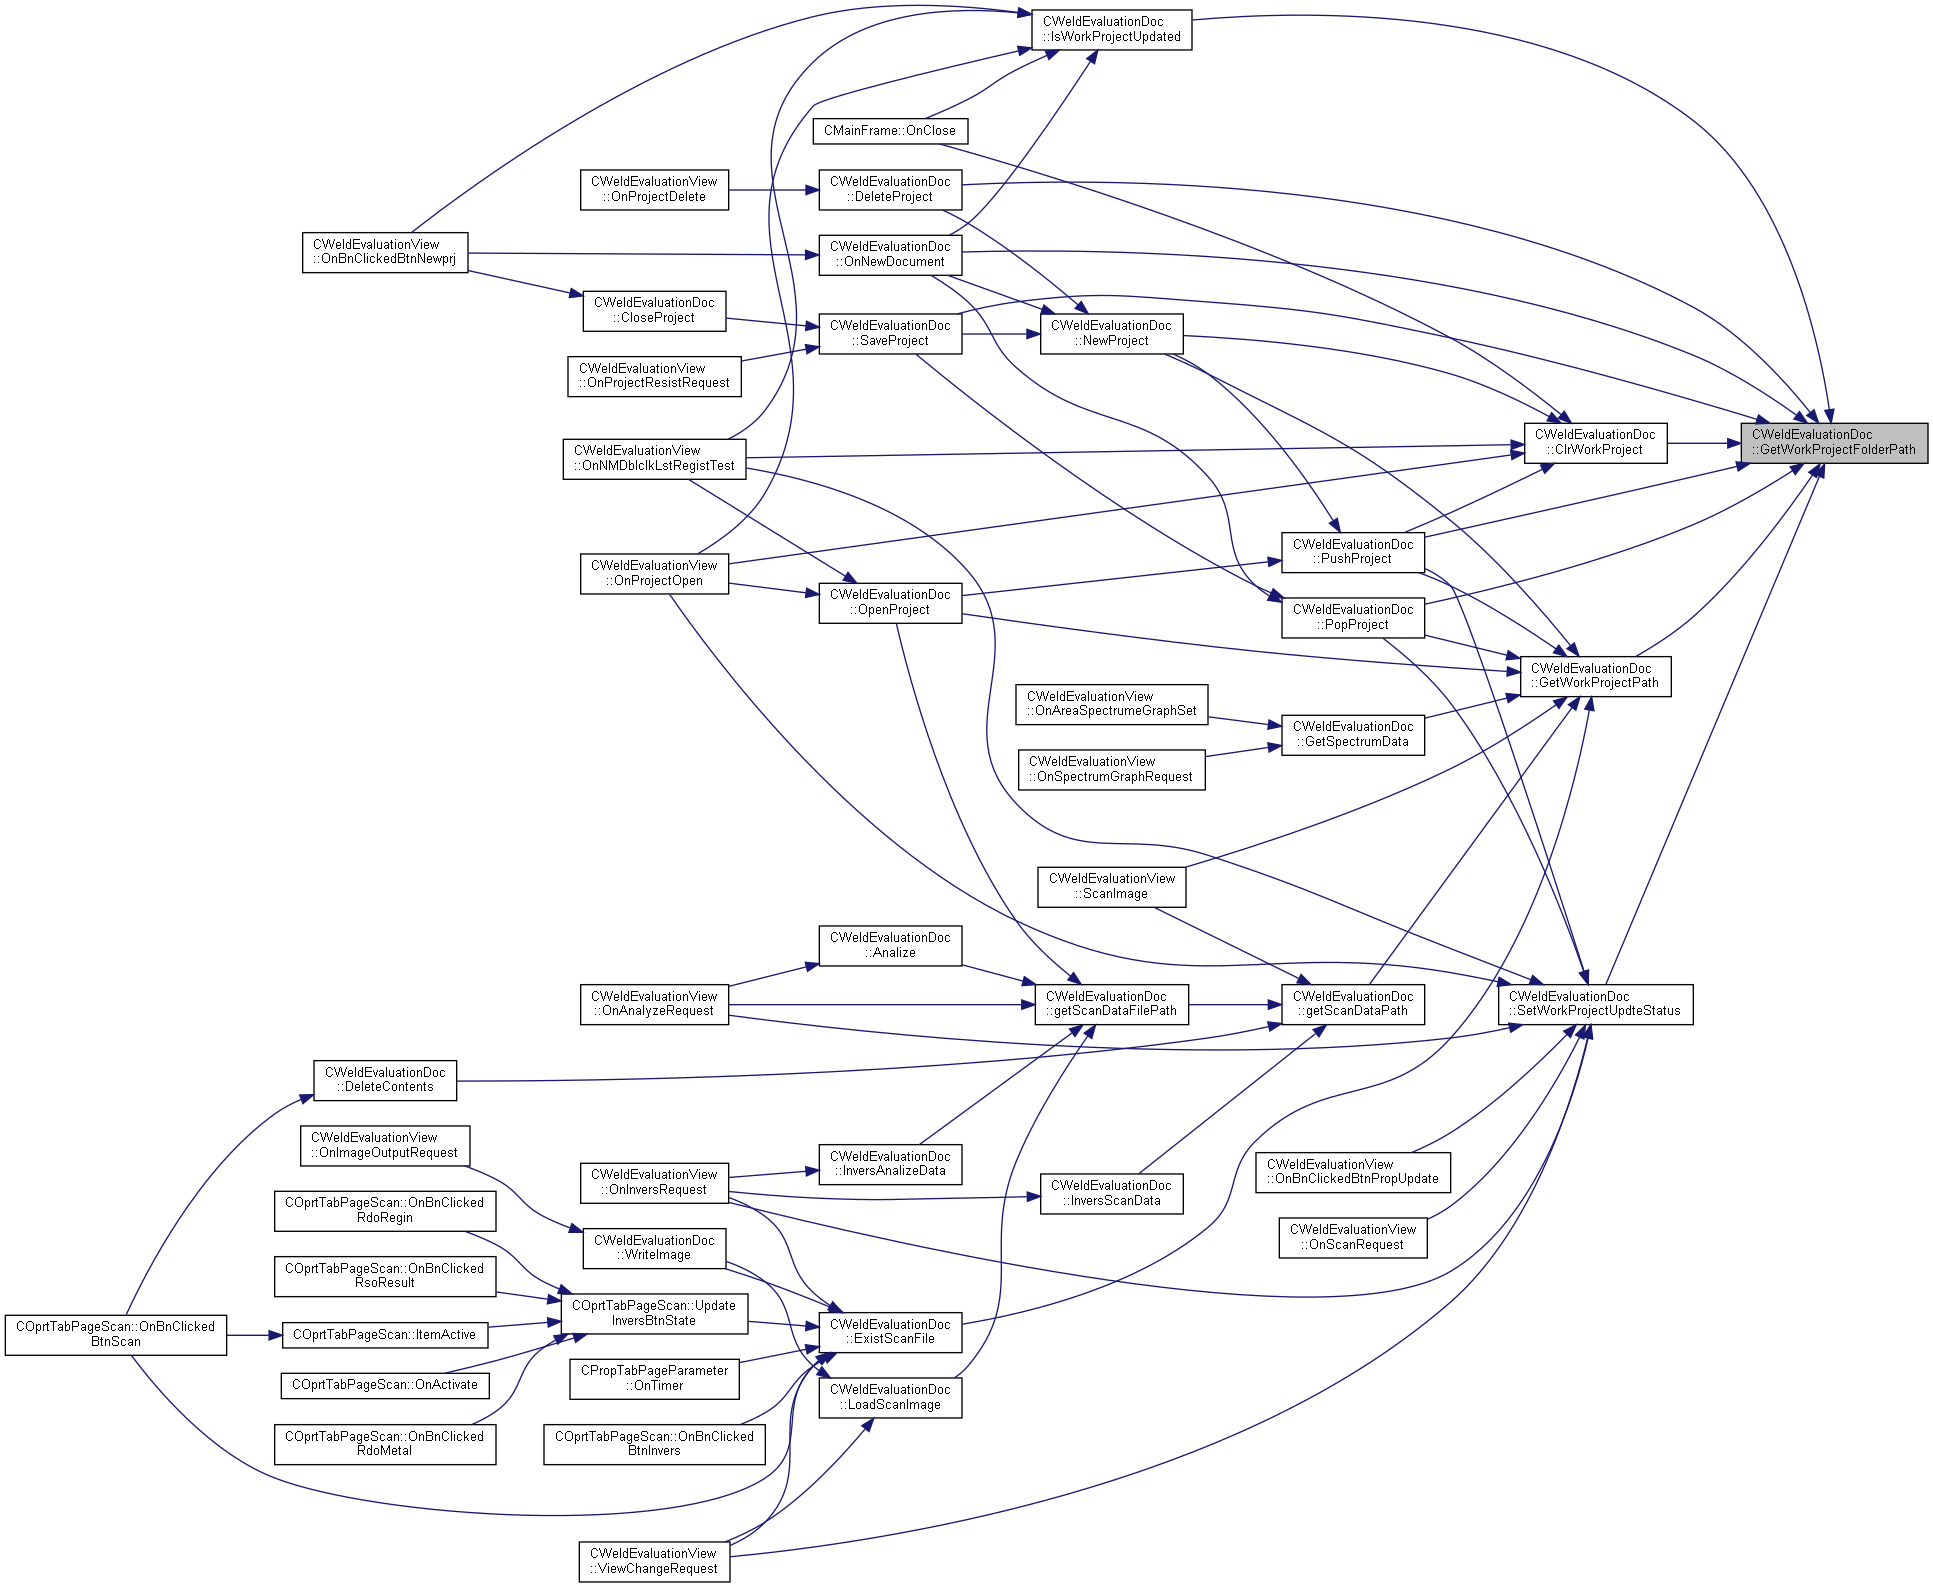 CWeldEvaluationDoc
::IsWorkProjectUpdated
CMainFrame::OnClose
CWeldEvaluationView
::OnProjectDelete
CWeldEvaluationDoc
::DeleteProject
CWeldEvaluationView
::OnBnClickedBtnNewprj
CWeldEvaluationDoc
::OnNewDocument
CWeldEvaluationDoc
::CloseProject
CWeldEvaluationDoc
::SaveProject
CWeldEvaluationDoc
::NewProject
CWeldEvaluationView
::OnProjectResistRequest
CWeldEvaluationView
::OnNMDblclkLstRegistTest
CWeldEvaluationDoc
::ClrWorkProject
CWeldEvaluationDoc
::GetWorkProjectFolderPath
CWeldEvaluationDoc
::PushProject
CWeldEvaluationView
::OnProjectOpen
CWeldEvaluationDoc
::OpenProject
CWeldEvaluationDoc
::PopProject
CWeldEvaluationDoc
::GetWorkProjectPath
CWeldEvaluationView
::OnAreaSpectrumeGraphSet
CWeldEvaluationDoc
::GetSpectrumData
CWeldEvaluationView
::OnSpectrumGraphRequest
CWeldEvaluationView
::ScanImage
CWeldEvaluationDoc
::Analize
CWeldEvaluationView
::OnAnalyzeRequest
CWeldEvaluationDoc
::getScanDataFilePath
CWeldEvaluationDoc
::getScanDataPath
CWeldEvaluationDoc
::SetWorkProjectUpdteStatus
CWeldEvaluationDoc
::DeleteContents
CWeldEvaluationView
::OnImageOutputRequest
CWeldEvaluationView
::OnInversRequest
CWeldEvaluationDoc
::InversAnalizeData
CWeldEvaluationDoc
::InversScanData
CWeldEvaluationView
::OnBnClickedBtnPropUpdate
COprtTabPageScan::OnBnClicked
RdoRegin
CWeldEvaluationDoc
::WriteImage
CWeldEvaluationView
::OnScanRequest
COprtTabPageScan::OnBnClicked
RsoResult
COprtTabPageScan::Update
InversBtnState
COprtTabPageScan::OnBnClicked
BtnScan
COprtTabPageScan::ItemActive
CWeldEvaluationDoc
::ExistScanFile
COprtTabPageScan::OnActivate
CPropTabPageParameter
::OnTimer
CWeldEvaluationDoc
::LoadScanImage
COprtTabPageScan::OnBnClicked
RdoMetal
COprtTabPageScan::OnBnClicked
BtnInvers
CWeldEvaluationView
::ViewChangeRequest